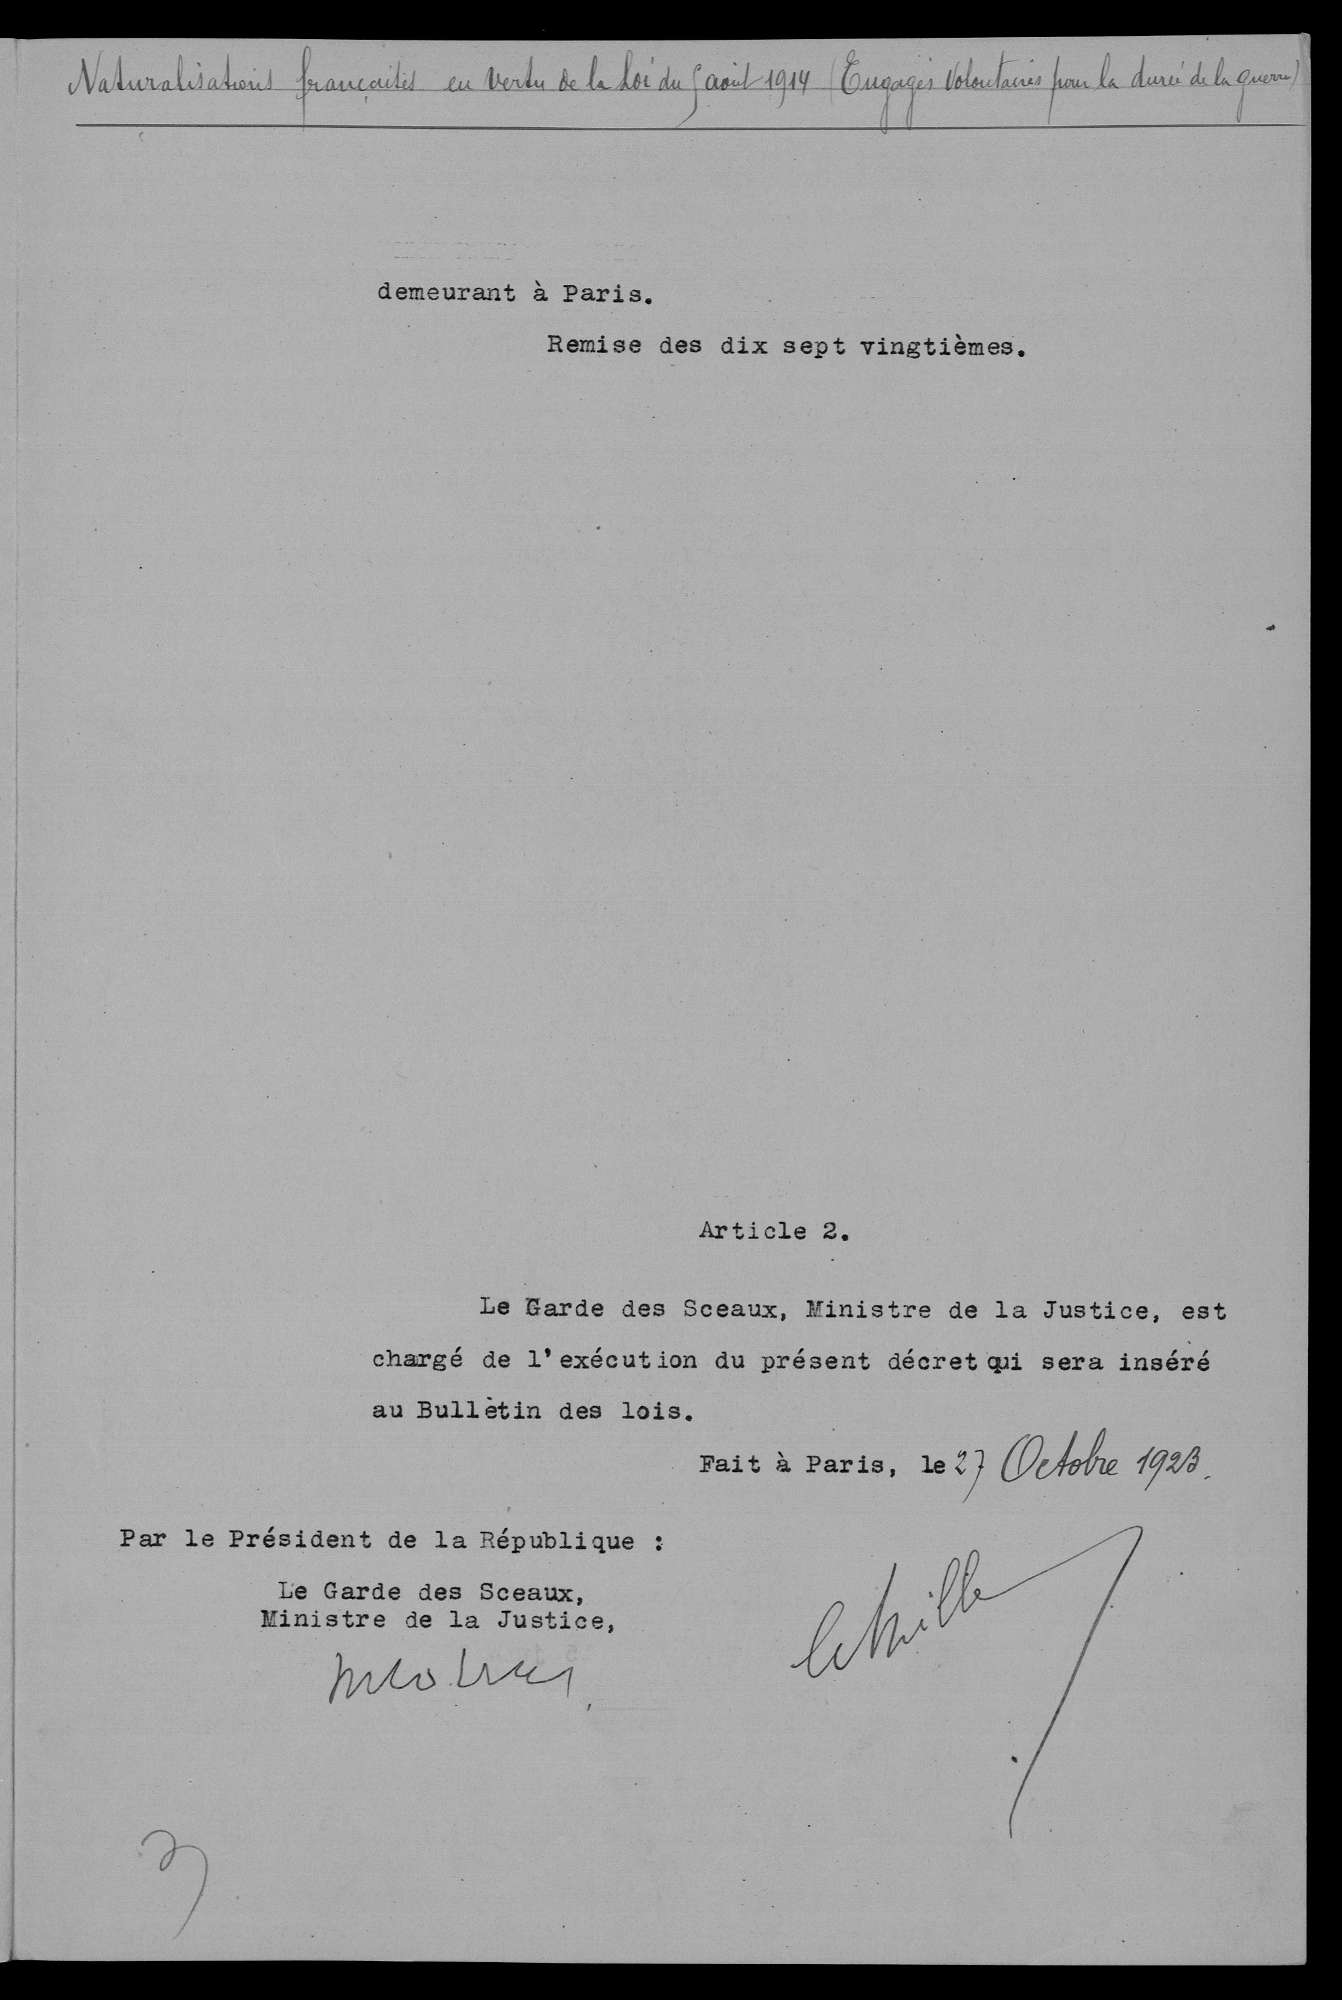 Naturalisations françaises en vertu de la Loi du 5 août 1914 (Engagés Volontaires pour la durée de la guerre)
demeurant à Paris.
Remise des dix sept vingtièmes.
Article 2.
Le Garde des Sceaux, Ministre de la Justice, est
chargé de l'exécution du présent décret qui sera inséré
au Bulletin des lois.
Fait à Paris, le 27 Octobre 1923.
Par le Président de la République :
Le Garde des Sceaux,
Ministre de la Justice,